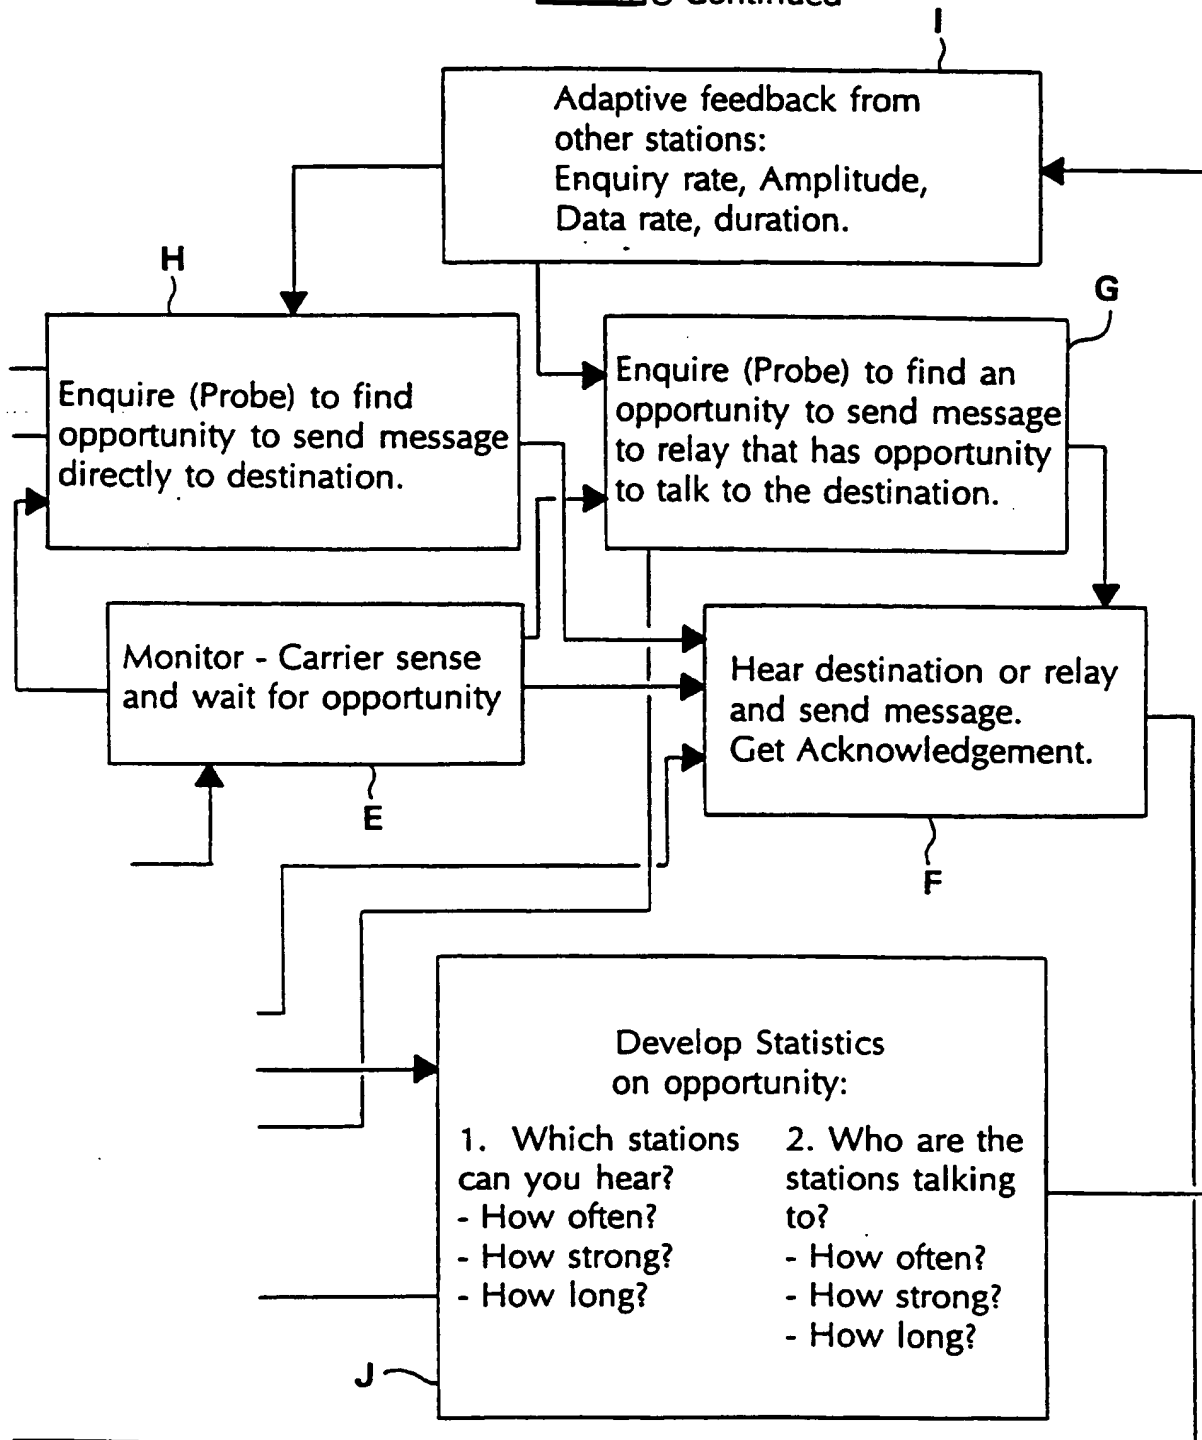 Continued
I
Adaptive feedback from
other stations:
Enquiry rate, Amplitude,
Data rate, duration.
H
G
Enquire (Probe) to find
opportunity to send message
directly to destination.
Enquire (Probe) to find an
opportunity to send message
to relay that has opportunity
to talk to the destination.
Monitor - Carrier sense
and wait for opportunity
E
Hear destination or relay
and send message.
Get Acknowledgement.
F
Develop Statistics
on opportunity:
1. Which stations
can you hear?
- How often?
- How strong?
- How long?
2. Who are the
stations talking
to?
- How often?
- How strong?
- How long?
J